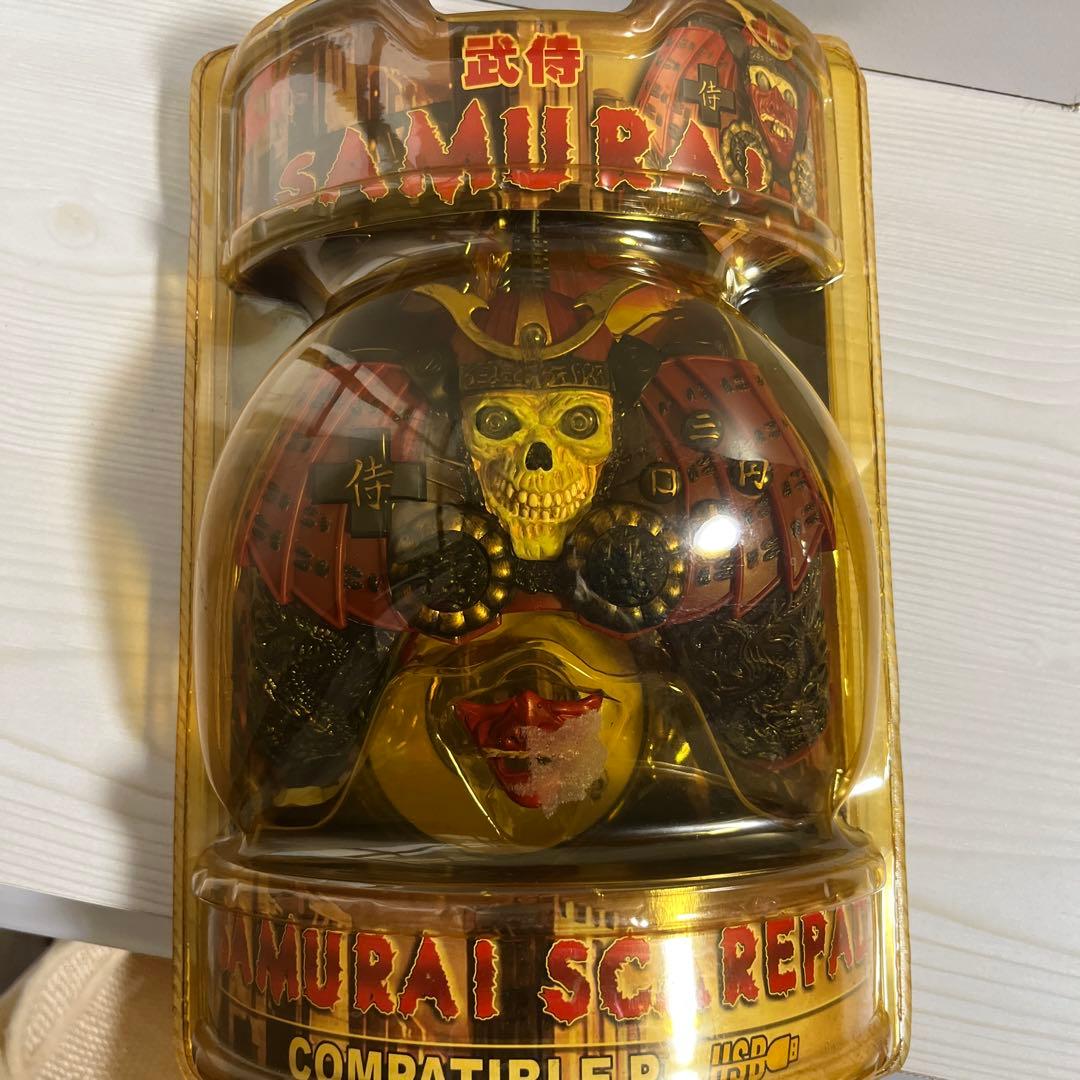 武侍
侍
SAMURAI
侍
三
口
円
SAMURAI SCAREPAD
COMPATIBLE
USB